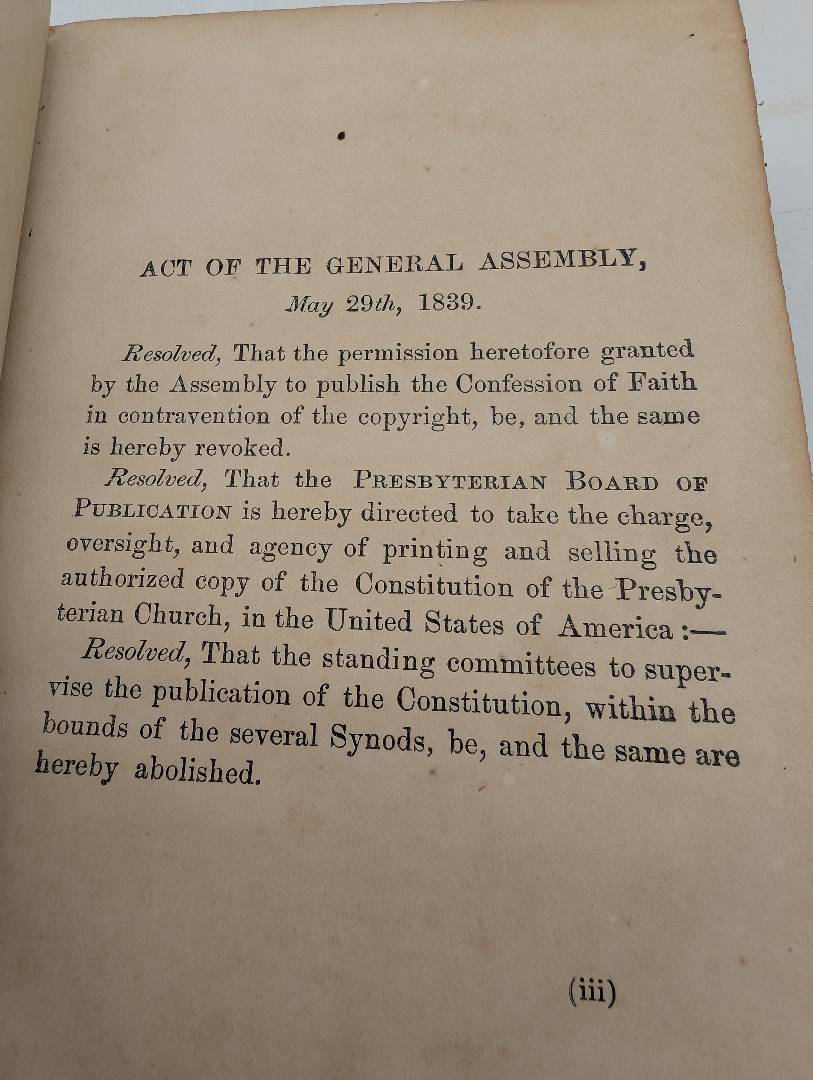 ACT OF THE GENERAL ASSEMBLY,
May 29th, 1839.
Resolved, That the permission heretofore granted
by the Assembly to publish the Confession of Faith
in contravention of the copyright, be, and the same
is hereby revoked.
Resolved, That the PRESBYTERIAN BOARD OF
PUBLICATION is hereby directed to take the charge,
oversight, and agency of printing and selling the
authorized copy of the Constitution of the Presby-
terian Church, in the United States of America :—
Resolved, That the standing committees to super-
vise the publication of the Constitution, within the
bounds of the several Synods, be, and the same are
hereby abolished.
(iii)